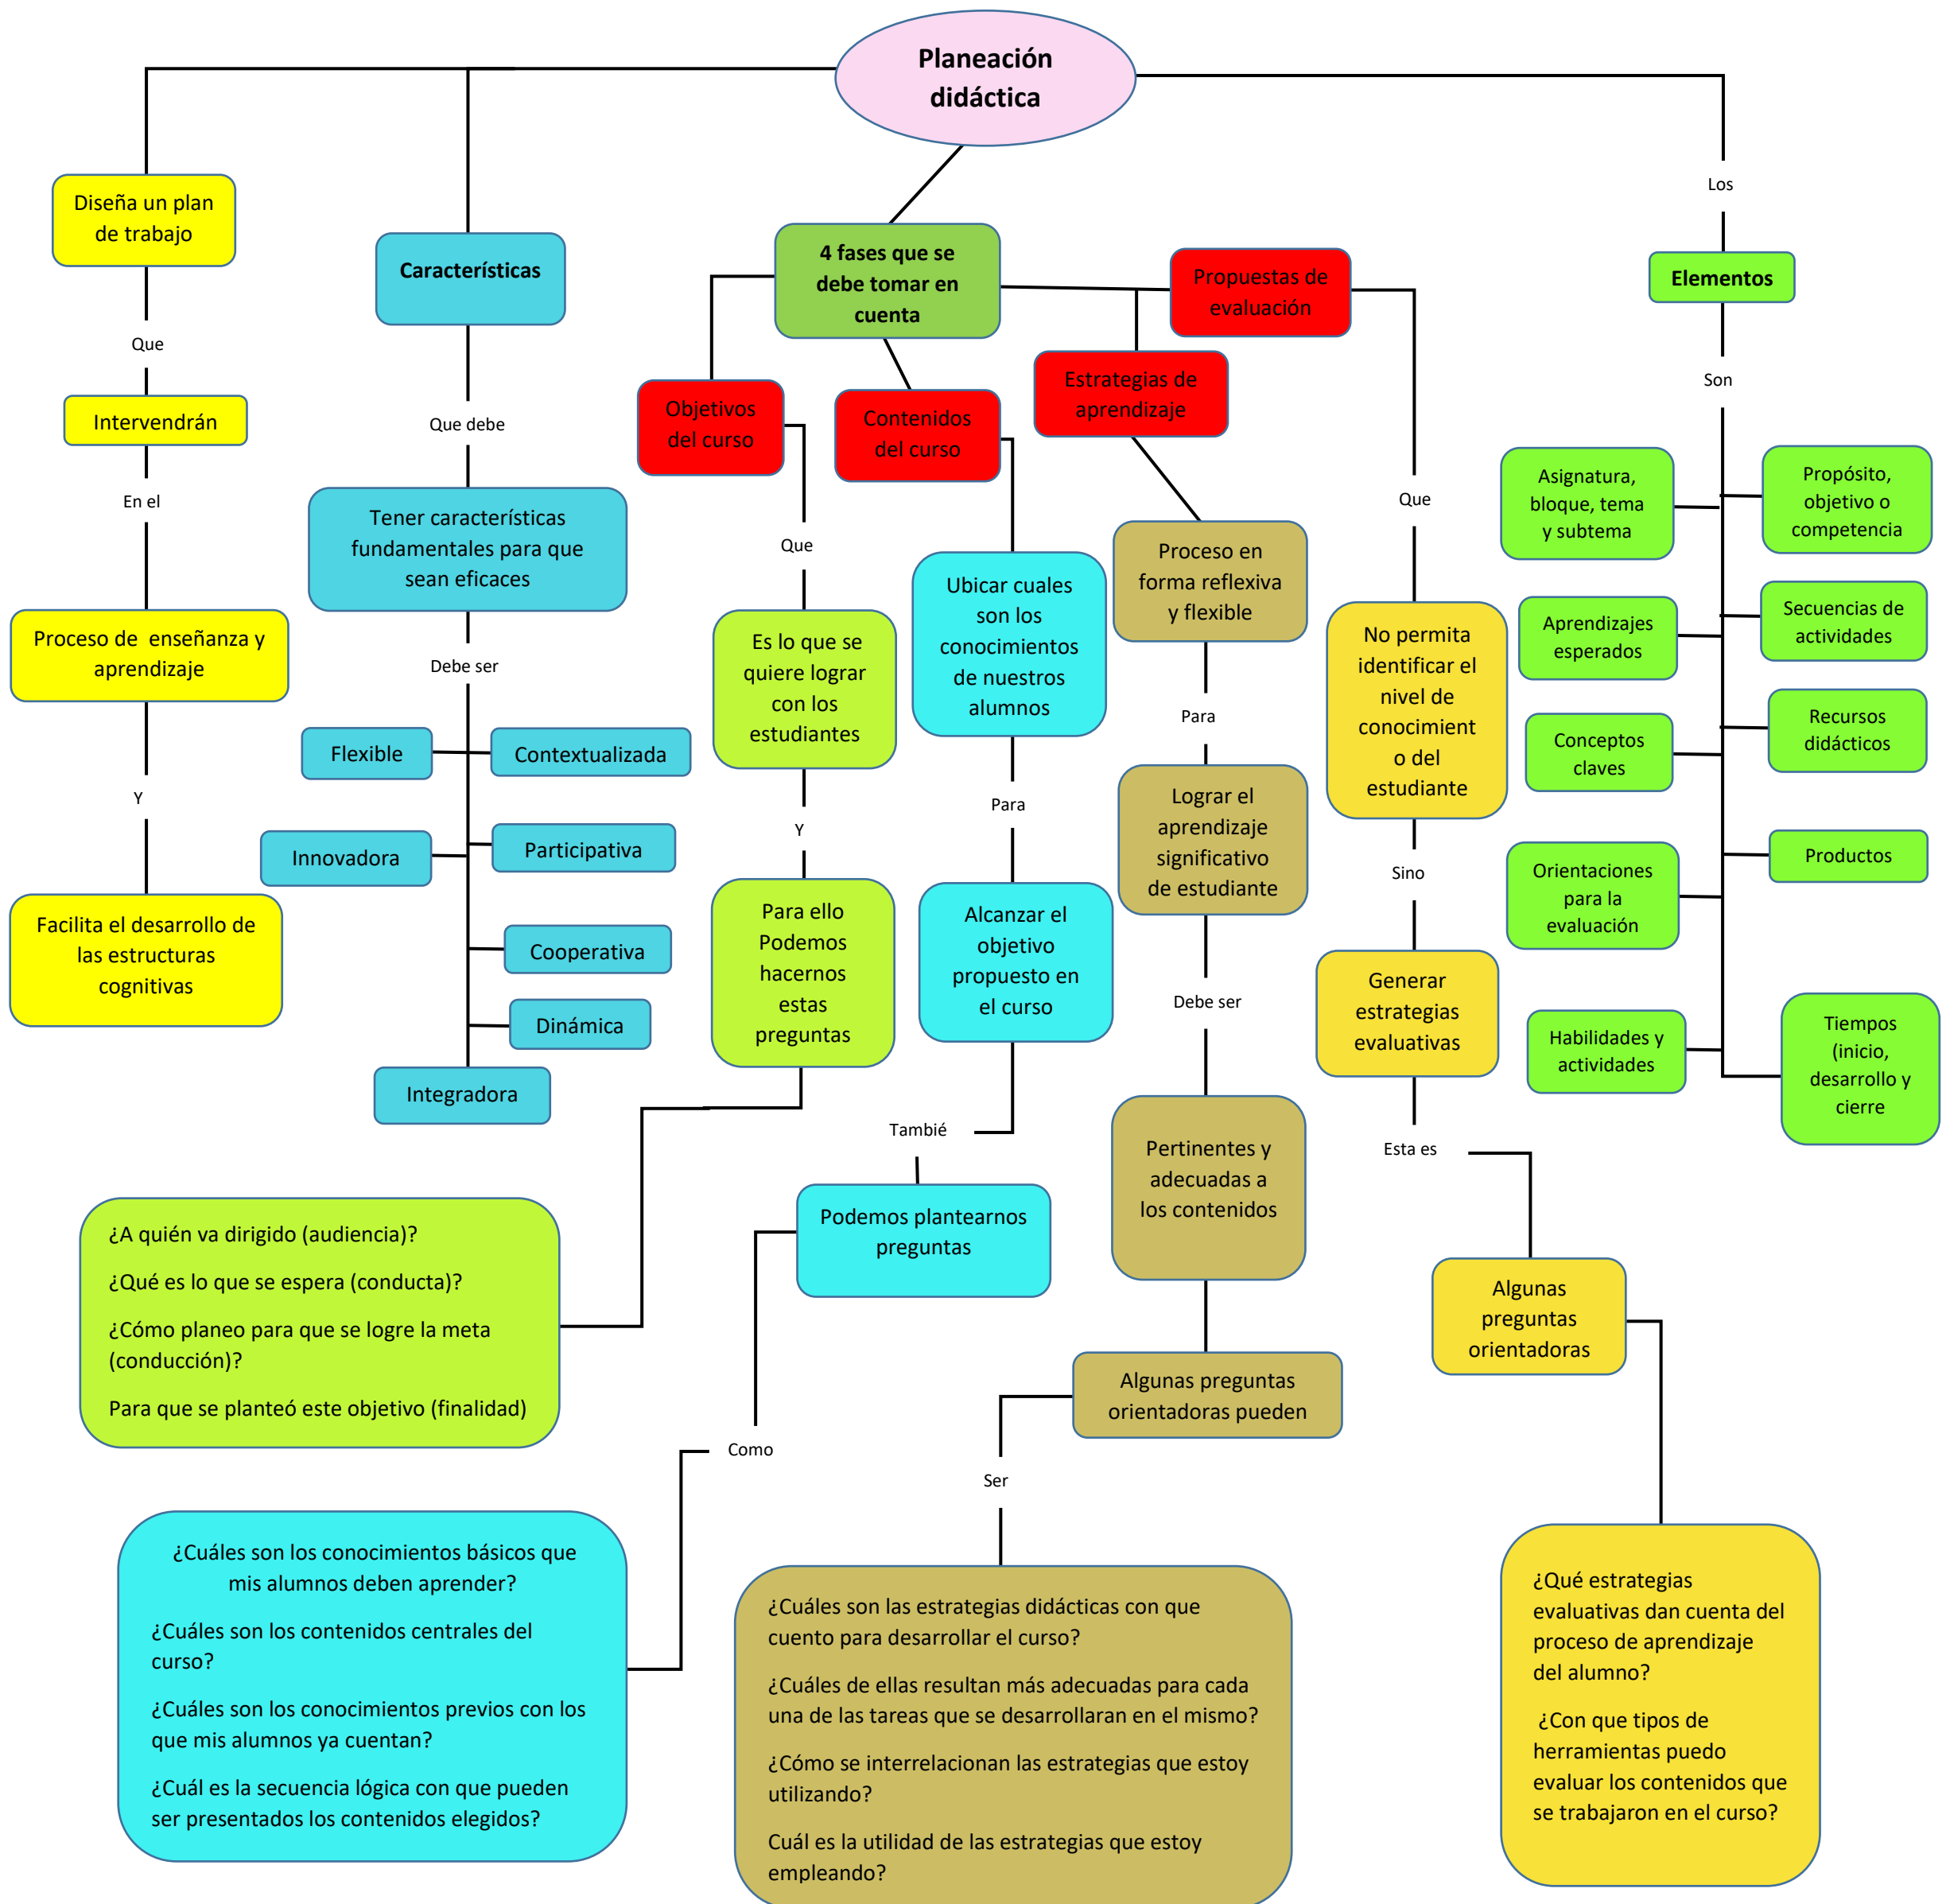 Planeación
didáctica
Diseña un plan
de trabajo
Que
Intervendrán
En el
Proceso de  enseñanza y
aprendizaje
Y
Facilita el desarrollo de
las estructuras
cognitivas
Características
Que debe
Tener características
fundamentales para que
sean eficaces
Debe ser
Flexible
Contextualizada
Innovadora
Participativa
Cooperativa
Dinámica
Integradora
4 fases que se
debe tomar en
cuenta
Objetivos
del curso
Que
Es lo que se
quiere lograr
con los
estudiantes
Y
Para ello
Podemos
hacernos
estas
preguntas
¿A quién va dirigido (audiencia)?
¿Qué es lo que se espera (conducta)?
¿Cómo planeo para que se logre la meta
(conducción)?
Para que se planteó este objetivo (finalidad)
Contenidos
del curso
Ubicar cuales
son los
conocimientos
de nuestros
alumnos
Para
Alcanzar el
objetivo
propuesto en
el curso
Tambié
Podemos plantearnos
preguntas
Como
¿Cuáles son los conocimientos básicos que
mis alumnos deben aprender?
¿Cuáles son los contenidos centrales del
curso?
¿Cuáles son los conocimientos previos con los
que mis alumnos ya cuentan?
¿Cuál es la secuencia lógica con que pueden
ser presentados los contenidos elegidos?
Estrategias de
aprendizaje
Proceso en
forma reflexiva
y flexible
Para
Lograr el
aprendizaje
significativo
de estudiante
Debe ser
Pertinentes y
adecuadas a
los contenidos
Algunas preguntas
orientadoras pueden
Ser
¿Cuáles son las estrategias didácticas con que
cuento para desarrollar el curso?
¿Cuáles de ellas resultan más adecuadas para cada
una de las tareas que se desarrollaran en el mismo?
¿Cómo se interrelacionan las estrategias que estoy
utilizando?
Cuál es la utilidad de las estrategias que estoy
empleando?
Propuestas de
evaluación
Que
No permita
identificar el
nivel de
conocimient
o del
estudiante
Sino
Generar
estrategias
evaluativas
Esta es
Algunas
preguntas
orientadoras
¿Qué estrategias
evaluativas dan cuenta del
proceso de aprendizaje
del alumno?
¿Con que tipos de
herramientas puedo
evaluar los contenidos que
se trabajaron en el curso?
Los
Elementos
Son
Asignatura,
bloque, tema
y subtema
Propósito,
objetivo o
competencia
Aprendizajes
esperados
Secuencias de
actividades
Conceptos
claves
Recursos
didácticos
Orientaciones
para la
evaluación
Productos
Habilidades y
actividades
Tiempos
(inicio,
desarrollo y
cierre